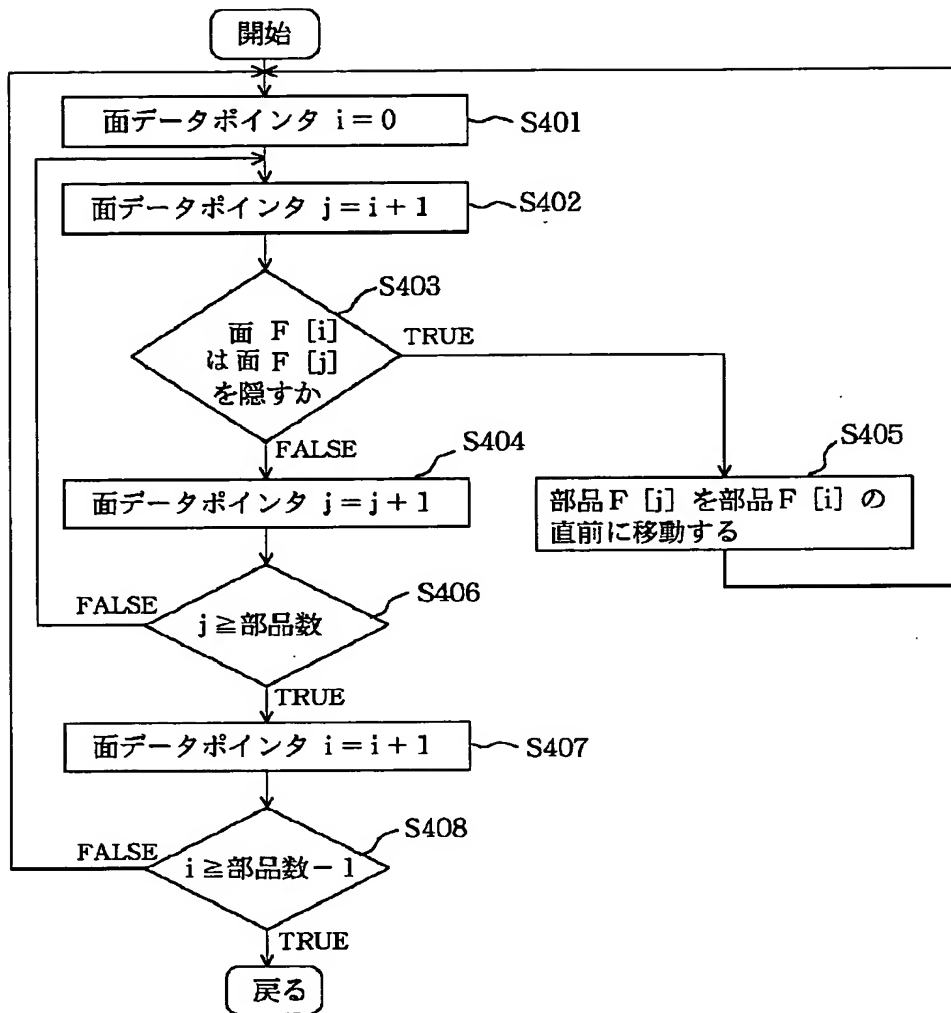 開始
面データポインタ i=0
S401
面データポインタ j=i+1
S402
S403
面 F [i]
は面 F [j]
を隠すか
TRUE
FALSE
S404
面データポインタ j=j+1
S405
部品F [j] を部品F [i] の
直前に移動する
S406
FALSE
j≧部品数
TRUE
面データポインタ i=i+1
S407
S408
FALSE
i≧部品数-1
TRUE
戻る